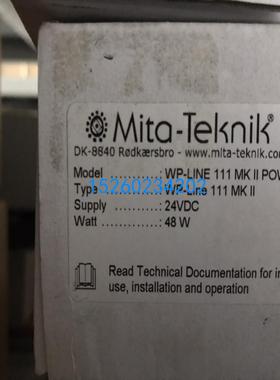 Mita-Teknik®
DK-8840 Rødkærsbro - www.mita-teknik.com
Model : WP-LINE 111 MK II POW
15260234202
Type : WP-Line 111 MK II
Supply : 24VDC
Watt : 48 W
Read Technical Documentation for in
use, installation and operation